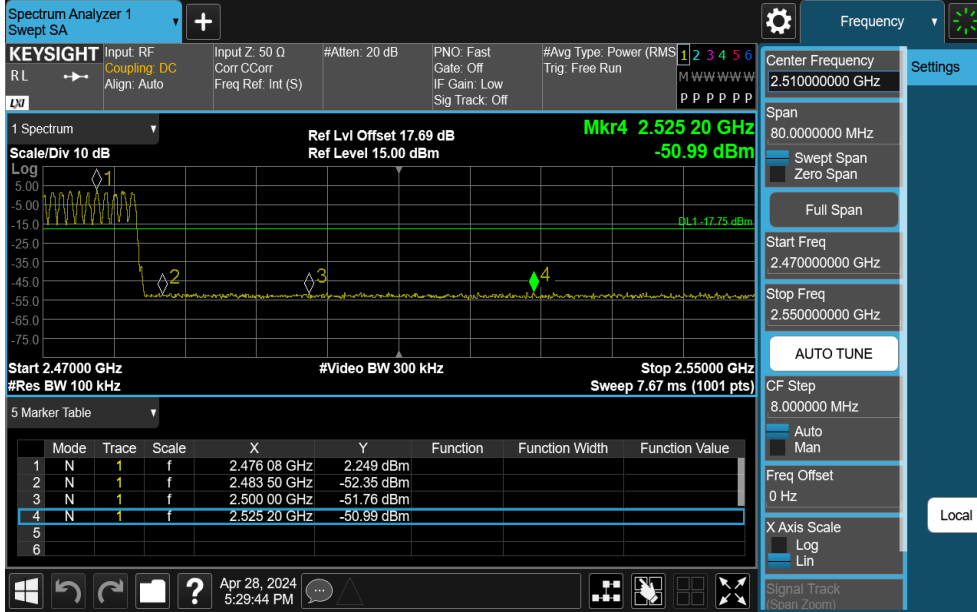 Spectrum Analyzer 1
Swept SA
Frequency
KEYSIGHT
R L
LXI
Input: RF
Coupling: DC
Align: Auto
Input Z: 50 Ω
Corr CCorr
Freq Ref: Int (S)
#Atten: 20 dB
PNO: Fast
Gate: Off
IF Gain: Low
Sig Track: Off
#Avg Type: Power (RMS
Trig: Free Run
1 2 3 4 5 6
M W W W W W
P P P P P P
1 Spectrum
Scale/Div 10 dB
Ref Lvl Offset 17.69 dB
Ref Level 15.00 dBm
Mkr4 2.525 20 GHz
-50.99 dBm
Log
5.00
-5.00
-15.0
-25.0
-35.0
-45.0
-55.0
-65.0
-75.0
1
2
3
4
DL1 -17.75 dBm
Start 2.47000 GHz
#Video BW 300 kHz
Stop 2.55000 GHz
#Res BW 100 kHz
Sweep 7.67 ms (1001 pts)
5 Marker Table
Mode Trace Scale X Y Function Function Width Function Value
1 N 1 f 2.476 08 GHz 2.249 dBm
2 N 1 f 2.483 50 GHz -52.35 dBm
3 N 1 f 2.500 00 GHz -51.76 dBm
4 N 1 f 2.525 20 GHz -50.99 dBm
5
6
?
Apr 28, 2024
5:29:44 PM
Center Frequency
2.510000000 GHz
Settings
Span
80.0000000 MHz
Swept Span
Zero Span
Full Span
Start Freq
2.470000000 GHz
Stop Freq
2.550000000 GHz
AUTO TUNE
CF Step
8.000000 MHz
Auto
Man
Freq Offset
0 Hz
Local
X Axis Scale
Log
Lin
Signal Track
(Span Zoom)